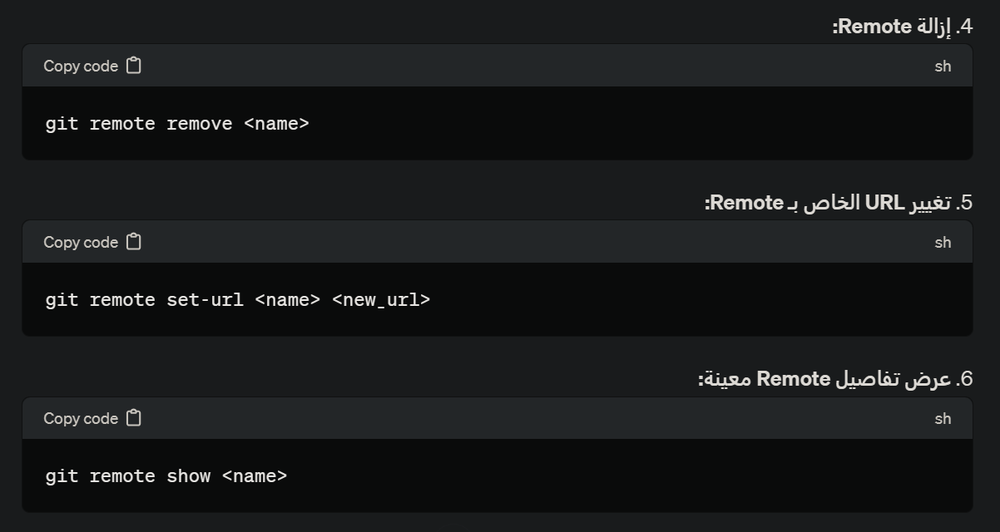 4. إزالة Remote:
sh Copy code
git remote remove <name>
5. تغيير URL الخاص بـ Remote:
sh Copy code
git remote set-url <name> <new_url>
6. عرض تفاصيل Remote معينة:
sh Copy code
git remote show <name>